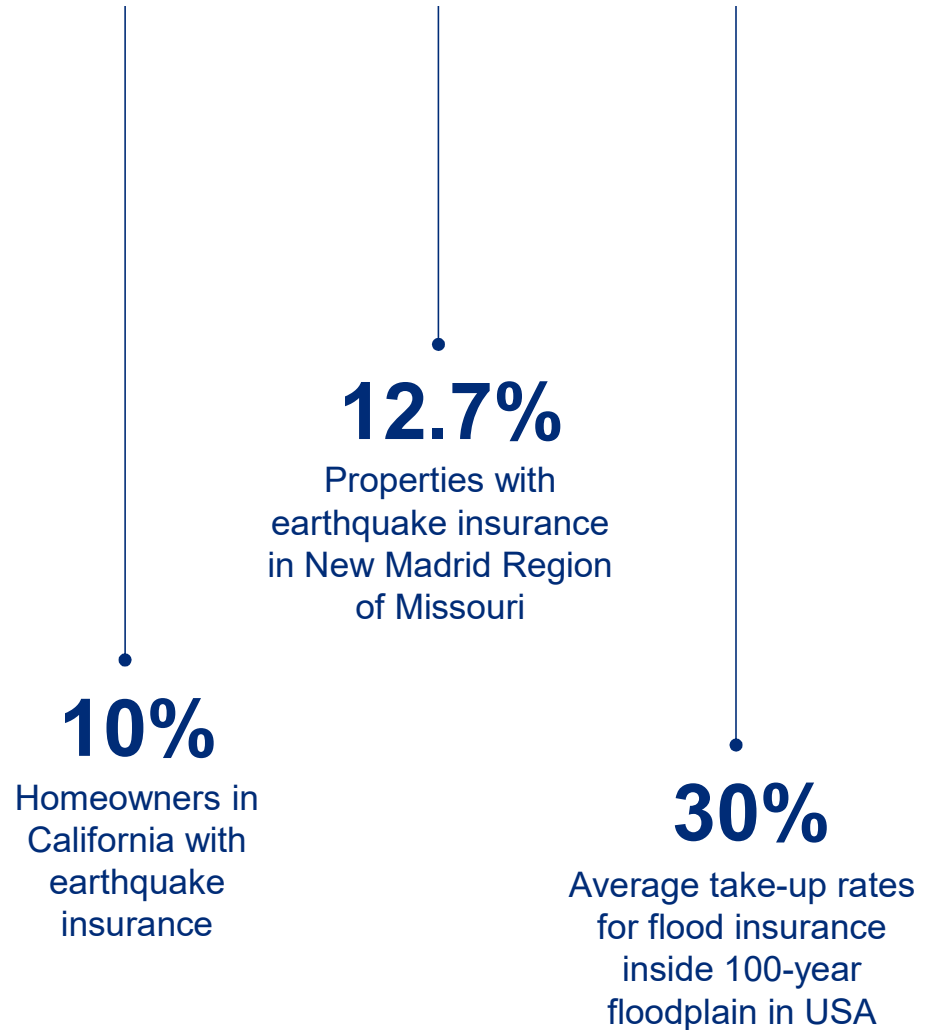 12.7%
Properties with
earthquake insurance
in New Madrid Region
of Missouri
10%
Homeowners in
California with
earthquake
insurance
30%
Average take-up rates
for flood insurance
inside 100-year
floodplain in USA